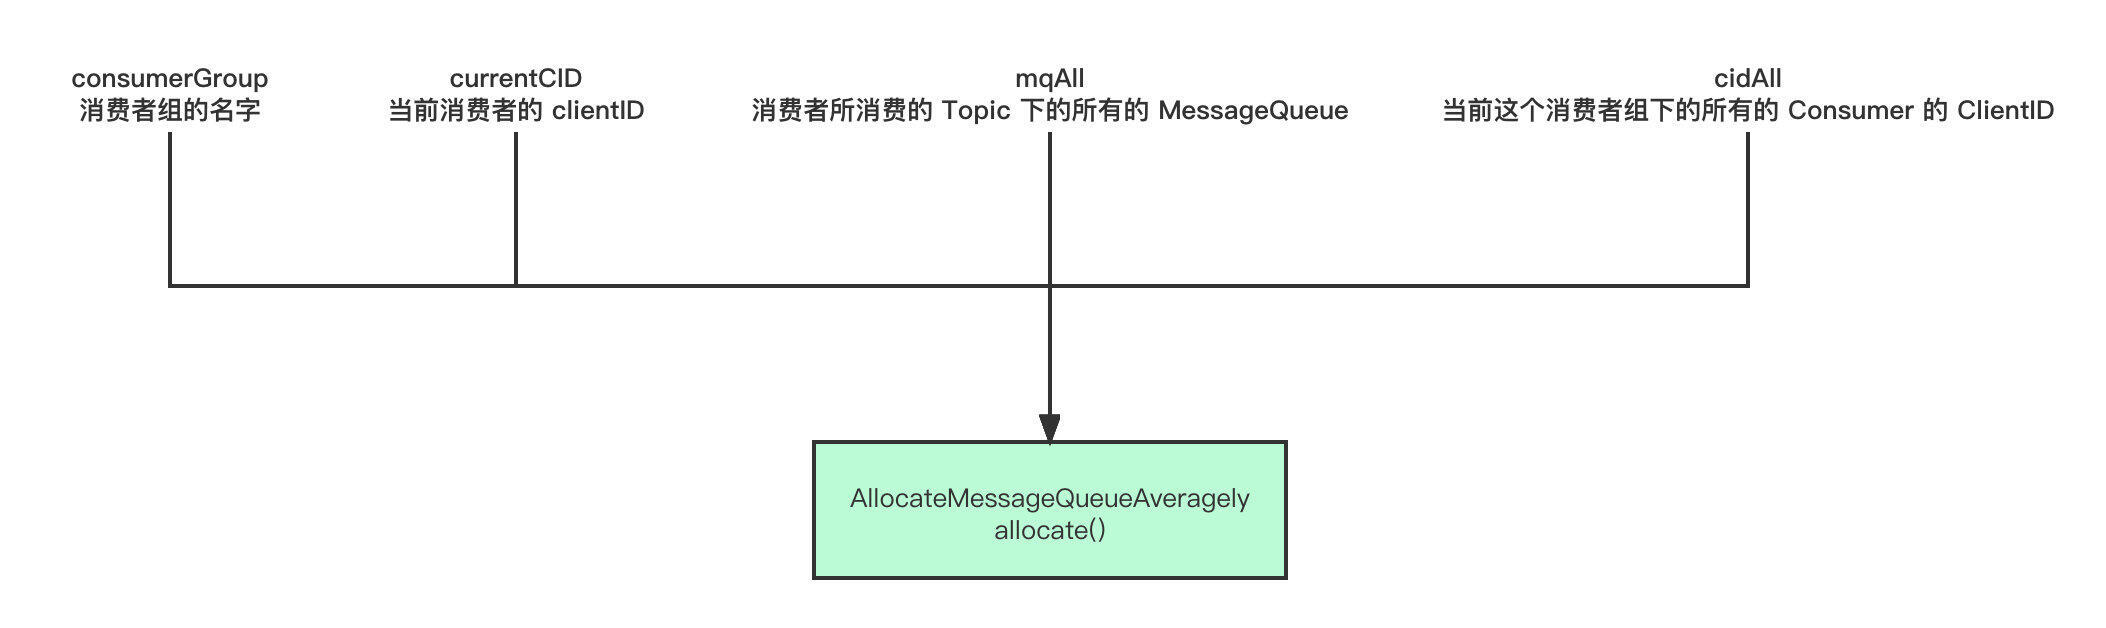 consumerGroup
消费者组的名字
currentCID
当前消费者的 clientID
mqAll
消费者所消费的 Topic 下的所有的 MessageQueue
cidAll
当前这个消费者组下的所有的 Consumer 的 ClientID
AllocateMessageQueueAveragely
allocate()